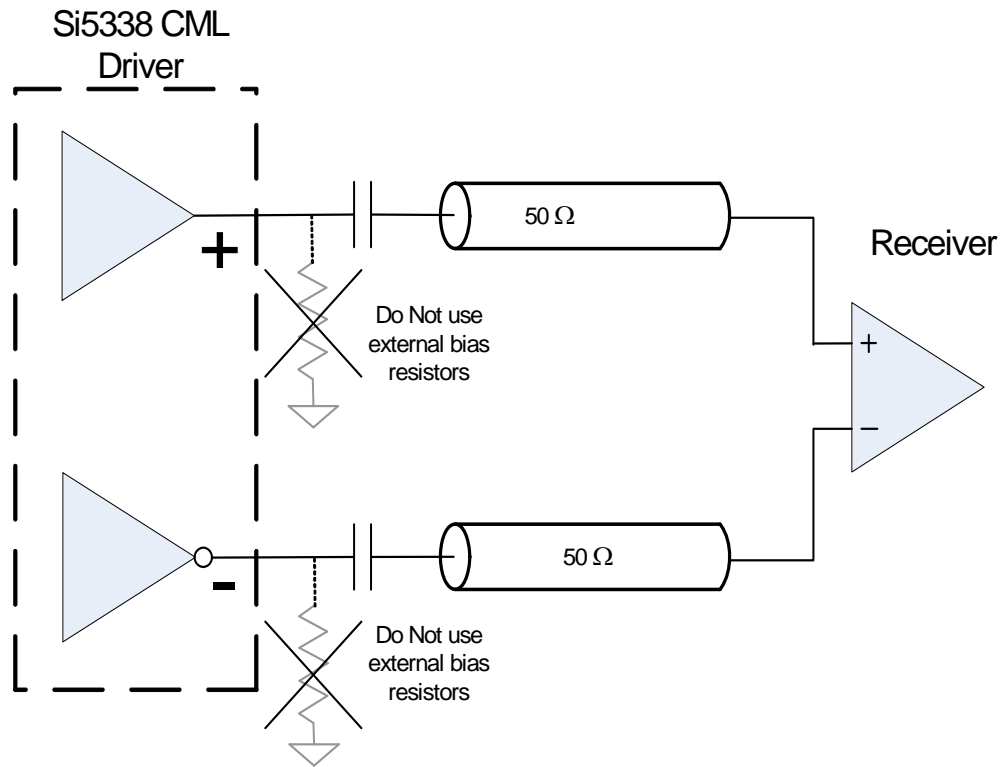 Si5338 CML
Driver
+
50 Ω
Receiver
Do Not use
external bias
resistors
+
−
50 Ω
-
Do Not use
external bias
resistors